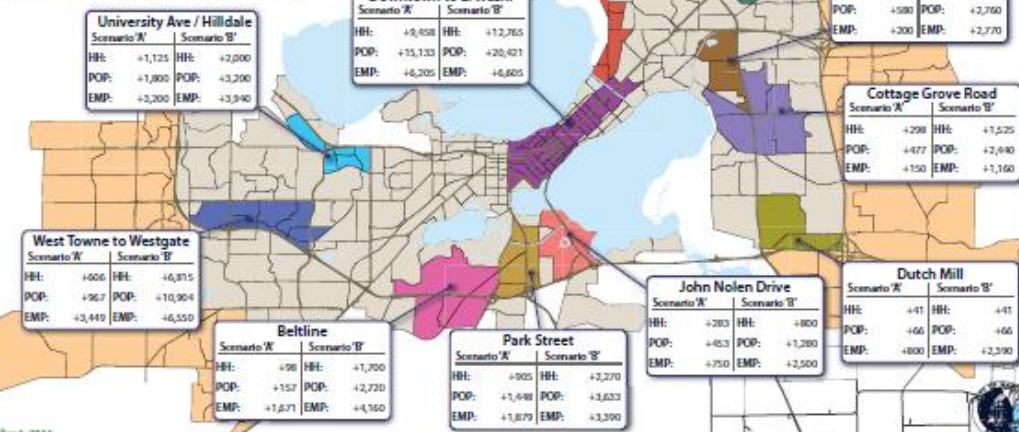 University Ave / Hilldale
Scenario 'A' Scenario 'B'
HH: +1,125 HH: +2,000
POP: +1,800 POP: +3,200
EMP: +3,200 EMP: +3,940
Scenario 'A' Scenario 'B'
HH: +9,458 HH: +12,765
POP: +15,133 POP: +20,421
EMP: +6,205 EMP: +6,605
POP: +580 POP: +2,760
EMP: +200 EMP: +2,770
Cottage Grove Road
Scenario 'A' Scenario 'B'
HH: +298 HH: +1,525
POP: +477 POP: +2,440
EMP: +150 EMP: +1,160
West Towne to Westgate
Scenario 'A' Scenario 'B'
HH: +606 HH: +6,815
POP: +967 POP: +10,904
EMP: +3,449 EMP: +6,550
Beltline
Scenario 'A' Scenario 'B'
HH: +98 HH: +1,700
POP: +157 POP: +2,720
EMP: +1,671 EMP: +4,160
Park Street
Scenario 'A' Scenario 'B'
HH: +905 HH: +2,270
POP: +1,448 POP: +3,633
EMP: +1,879 EMP: +3,390
John Nolen Drive
Scenario 'A' Scenario 'B'
HH: +283 HH: +800
POP: +453 POP: +1,280
EMP: +750 EMP: +2,500
Dutch Mill
Scenario 'A' Scenario 'B'
HH: +41 HH: +41
POP: +66 POP: +66
EMP: +800 EMP: +2,390